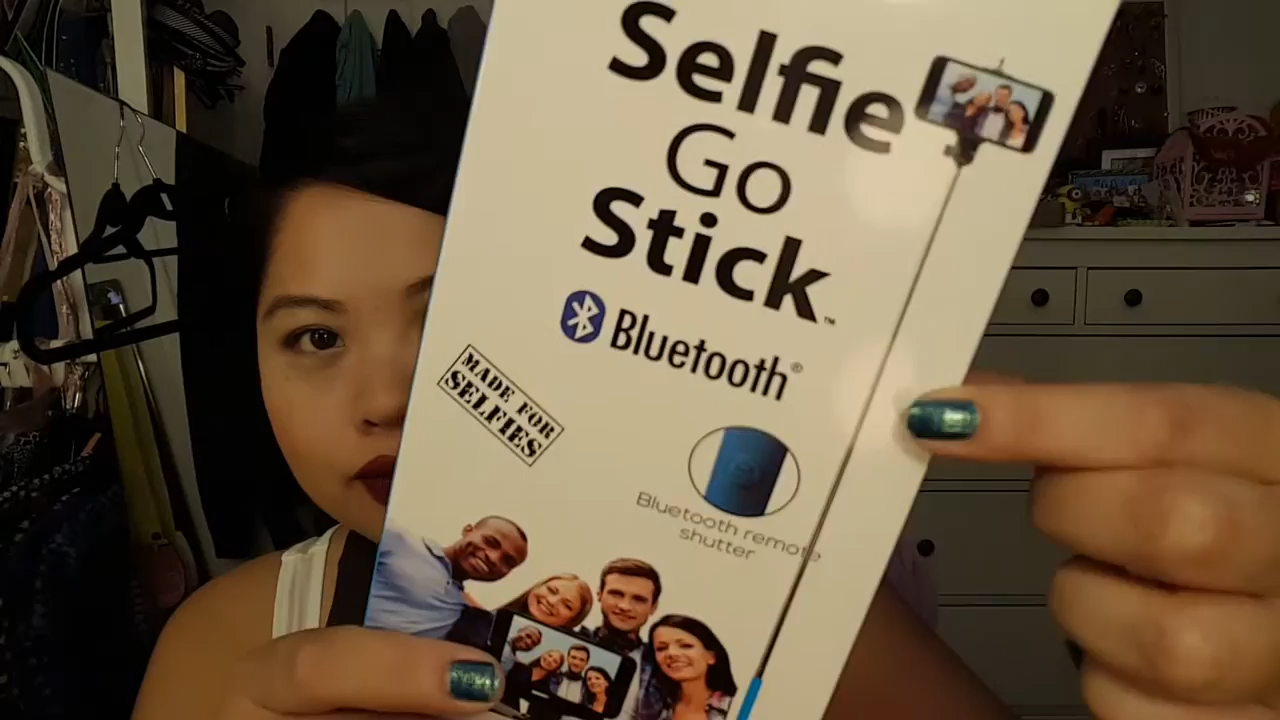 Selfie
Go
Stick™
Bluetooth®
MADE FOR
SELFIES
Bluetooth remote
shutter